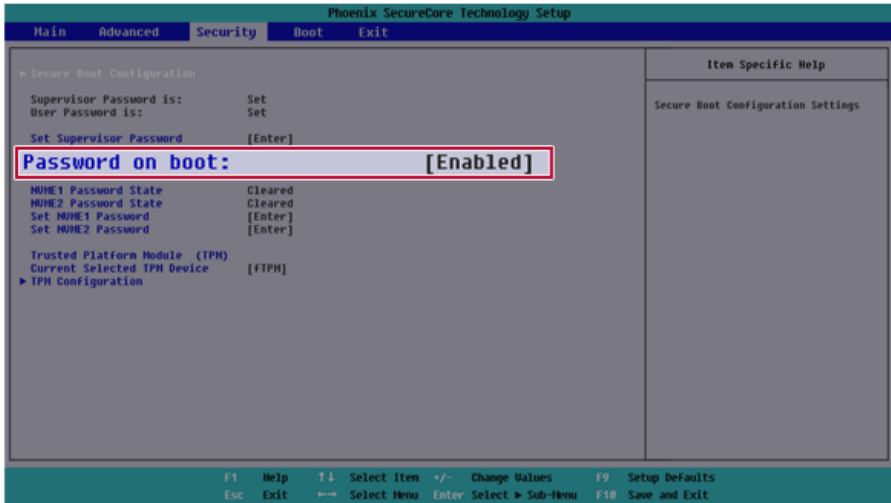 Phoenix SecureCore Technology Setup
Main Advanced Security Boot Exit
Item Specific Help
▶ Secure Boot Configuration
Secure Boot Configuration Settings
Supervisor Password is: Set
User Password is: Set
Set Supervisor Password [Enter]
Password on boot: [Enabled]
NVME1 Password State Cleared
NVME2 Password State Cleared
Set NVME1 Password [Enter]
Set NVME2 Password [Enter]
Trusted Platform Module (TPM)
Current Selected TPM Device [fTPM]
▶ TPM Configuration
F1 Help ↑↓ Select Item +/- Change Values F9 Setup Defaults
Esc Exit ←→ Select Menu Enter Select ▶ Sub-Menu F10 Save and Exit